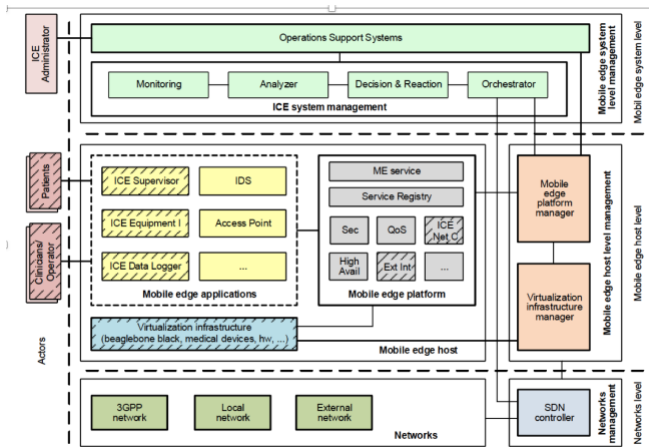 ICE
Administrator
Operations Support Systems
Monitoring
Analyzer
Decision & Reaction
Orchestrator
ICE system management
Mobile edge system
level management
Mobil edge system level
Patients
Clinicians/
Operator
Actors
ICE Supervisor
IDS
ICE Equipment I
Access Point
ICE Data Logger
...
Mobile edge applications
ME service
Service Registry
Sec
QoS
ICE
Net C
High
Avail
Ext Int
...
Mobile edge platform
Virtualization infrastructure
(beaglebone black, medical devices, hw, ...)
Mobile edge host
Mobile
edge
platform
manager
Virtualization
infrastructure
manager
Mobile edge host level management
Mobile edge host level
3GPP
network
Local
network
External
network
Networks
SDN
controller
Networks
management
Networks level